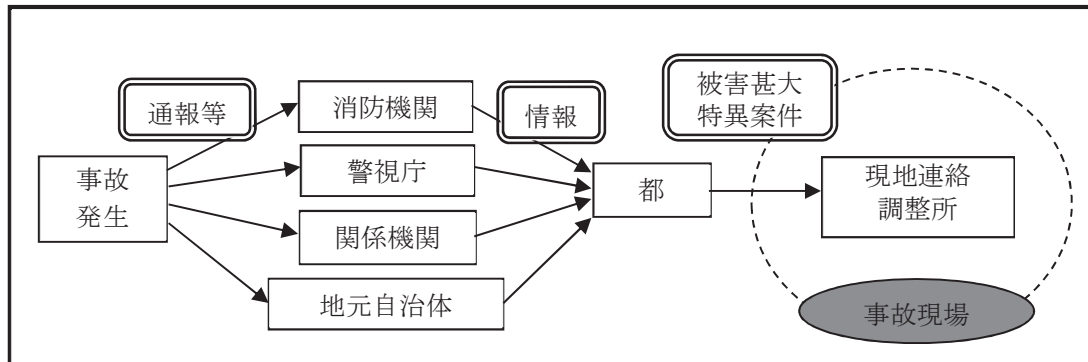 通報等
消防機関
情報
被害甚大
特異案件
事故
発生
警視庁
都
現地連絡
調整所
関係機関
地元自治体
事故現場